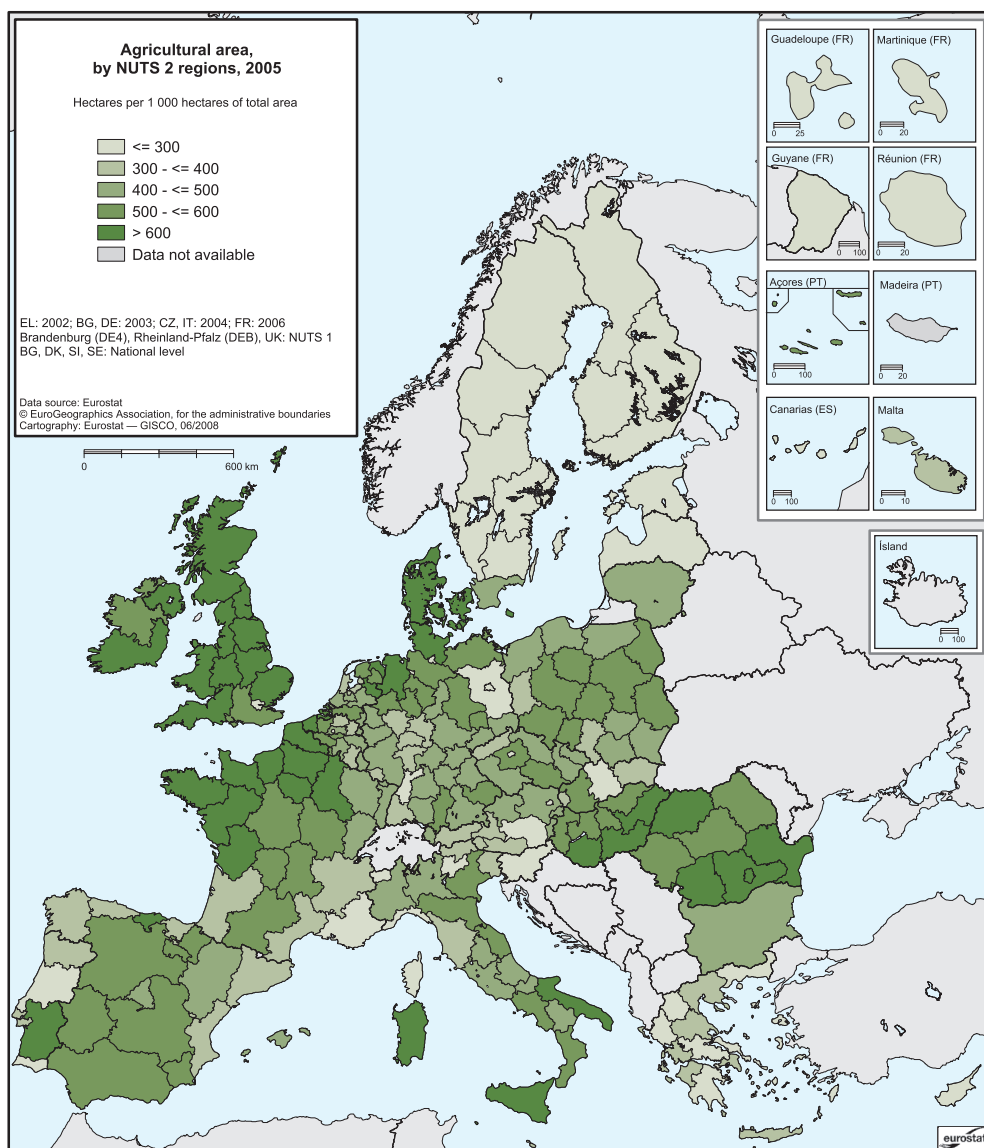 Agricultural area,
by NUTS 2 regions, 2005
Hectares per 1 000 hectares of total area
<= 300
300 - <= 400
400 - <= 500
500 - <= 600
> 600
Data not available
EL: 2002; BG, DE: 2003; CZ, IT: 2004; FR: 2006
Brandenburg (DE4), Rheinland-Pfalz (DEB), UK: NUTS 1
BG, DK, SI, SE: National level
Data source: Eurostat
© EuroGeographics Association, for the administrative boundaries
Cartography: Eurostat — GISCO, 06/2008
0 600 km
Guadeloupe (FR)
0 25
Martinique (FR)
0 20
Guyane (FR)
0 100
Réunion (FR)
0 20
Açores (PT)
0 100
Madeira (PT)
0 20
Canarias (ES)
0 100
Malta
0 10
Ísland
0 100
eurostat